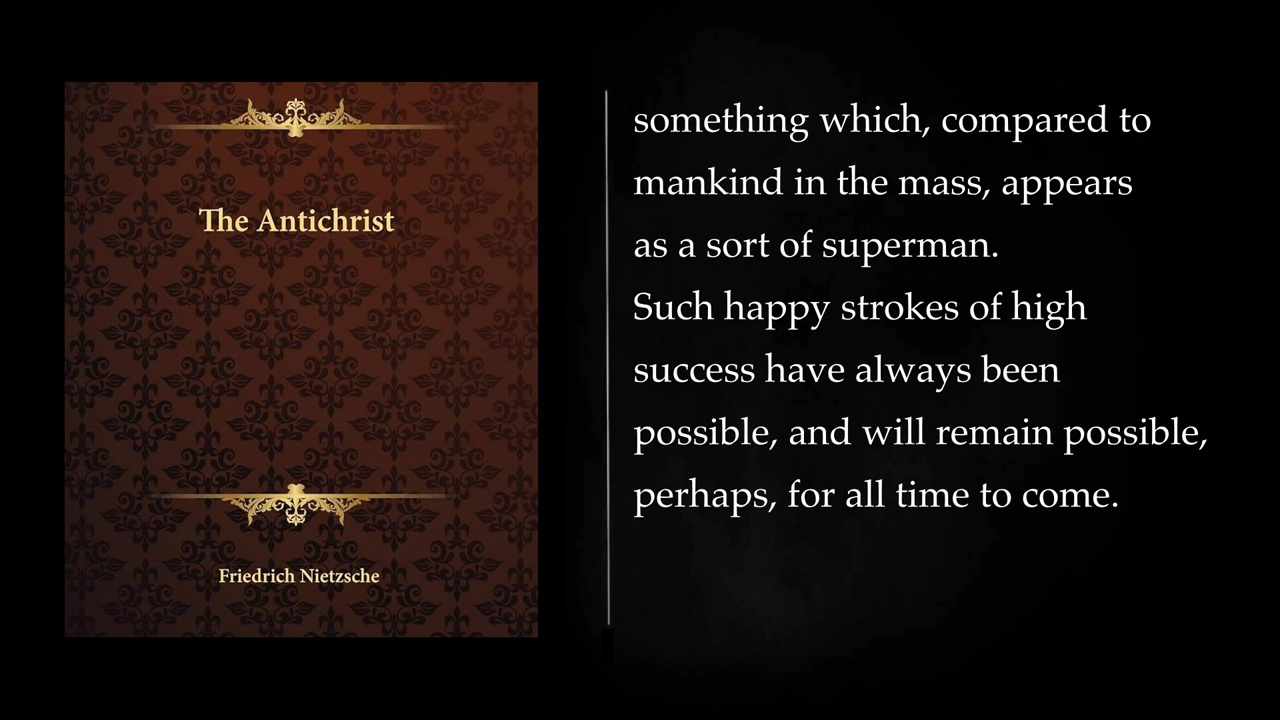 The Antichrist
Friedrich Nietzsche
something which, compared to
mankind in the mass, appears
as a sort of superman.
Such happy strokes of high
success have always been
possible, and will remain possible,
perhaps, for all time to come.